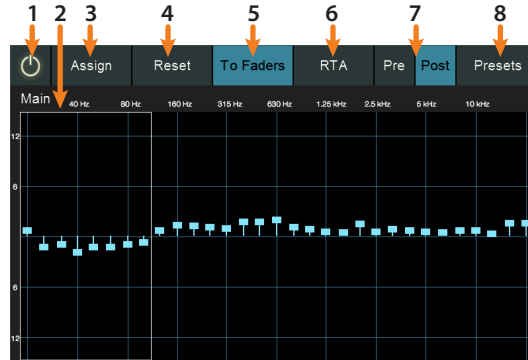 1 2 3 4 5 6 7 8
Assign Reset To Faders RTA Pre Post Presets
Main 40 Hz 80 Hz 160 Hz 315 Hz 630 Hz 1.25 kHz 2.5 kHz 5 kHz 10 kHz
12
6
6
12